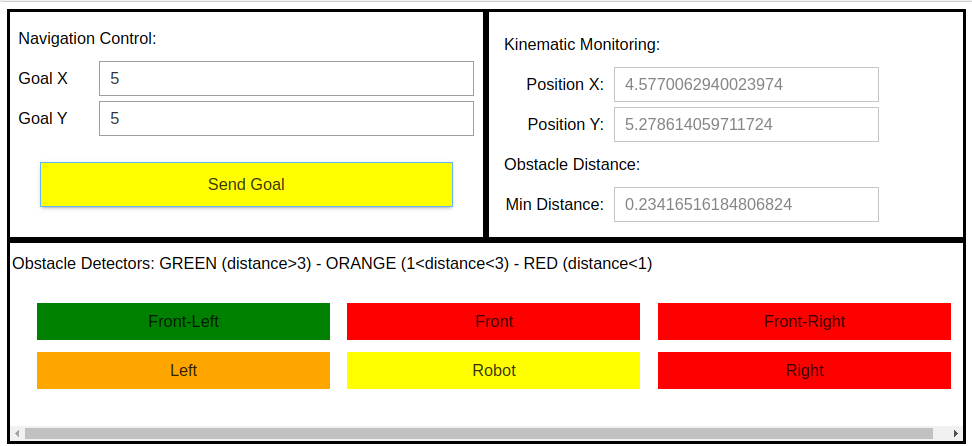 Navigation Control:
Goal X
5
Goal Y
5
Send Goal
Kinematic Monitoring:
Position X:
4.5770062940023974
Position Y:
5.278614059711724
Obstacle Distance:
Min Distance:
0.23416516184806824
Obstacle Detectors: GREEN (distance>3) - ORANGE (1<distance<3) - RED (distance<1)
Front-Left
Front
Front-Right
Left
Robot
Right